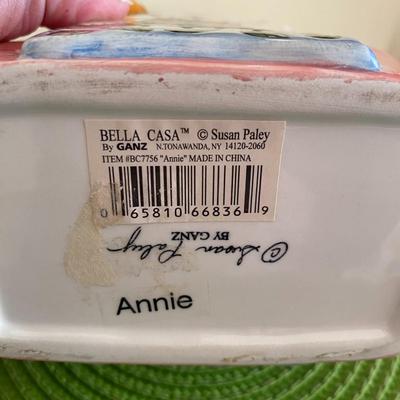 BELLA CASA™ © Susan Paley
By GANZ N.TONAWANDA, NY 14120-2060
ITEM #BC7756 "Annie" MADE IN CHINA
0 65810 66836 9
© Susan Paley
BY GANZ
Annie